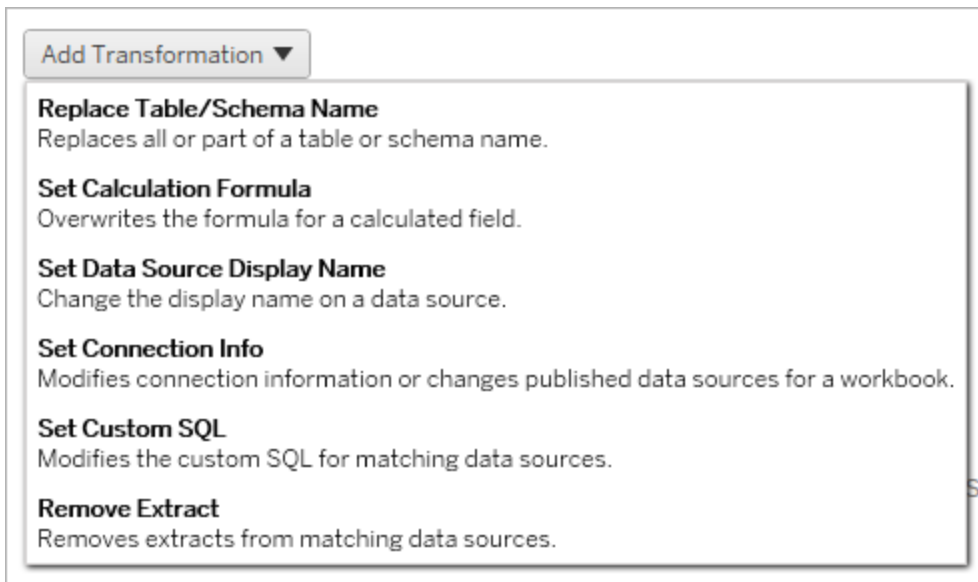 Add Transformation ▼
Replace Table/Schema Name
Replaces all or part of a table or schema name.
Set Calculation Formula
Overwrites the formula for a calculated field.
Set Data Source Display Name
Change the display name on a data source.
Set Connection Info
Modifies connection information or changes published data sources for a workbook.
Set Custom SQL
Modifies the custom SQL for matching data sources.
Remove Extract
Removes extracts from matching data sources.